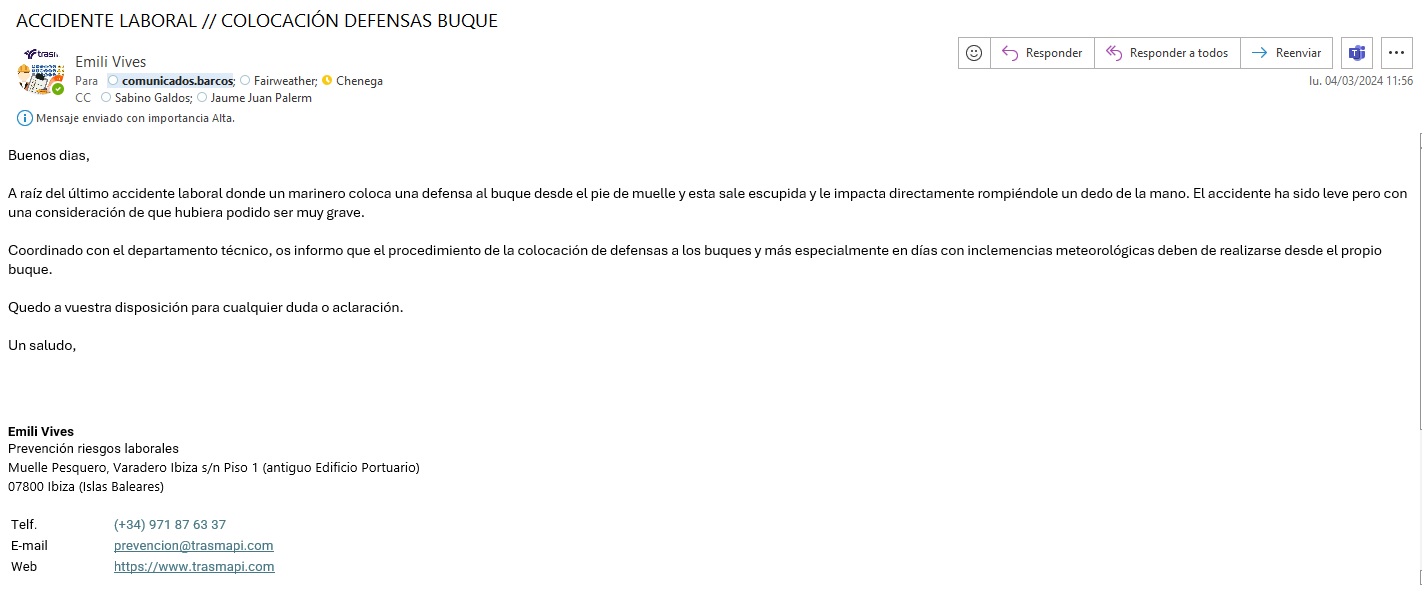 ACCIDENTE LABORAL // COLOCACIÓN DEFENSAS BUQUE
trasm
Emili Vives
Responder
Responder a todos
Reenviar
Para comunicados.barcos; Fairweather; Chenega
lu. 04/03/2024 11:56
CC Sabino Galdos; Jaume Juan Palerm
Mensaje enviado con importancia Alta.
Buenos dias,
A raíz del último accidente laboral donde un marinero coloca una defensa al buque desde el pie de muelle y esta sale escupida y le impacta directamente rompiéndole un dedo de la mano. El accidente ha sido leve pero con
una consideración de que hubiera podido ser muy grave.
Coordinado con el departamento técnico, os informo que el procedimiento de la colocación de defensas a los buques y más especialmente en días con inclemencias meteorológicas deben de realizarse desde el propio
buque.
Quedo a vuestra disposición para cualquier duda o aclaración.
Un saludo,
Emili Vives
Prevención riesgos laborales
Muelle Pesquero, Varadero Ibiza s/n Piso 1 (antiguo Edificio Portuario)
07800 Ibiza (Islas Baleares)
Telf. (+34) 971 87 63 37
E-mail prevencion@trasmapi.com
Web https://www.trasmapi.com